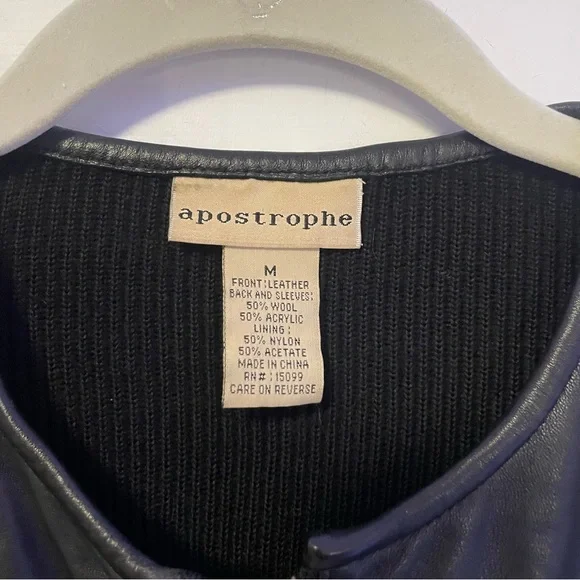 apostrophe
M
FRONT:LEATHER
BACK AND SLEEVES:
50% WOOL
50% ACRYLIC
LINING:
50% NYLON
50% ACETATE
MADE IN CHINA
RN#:15099
CARE ON REVERSE